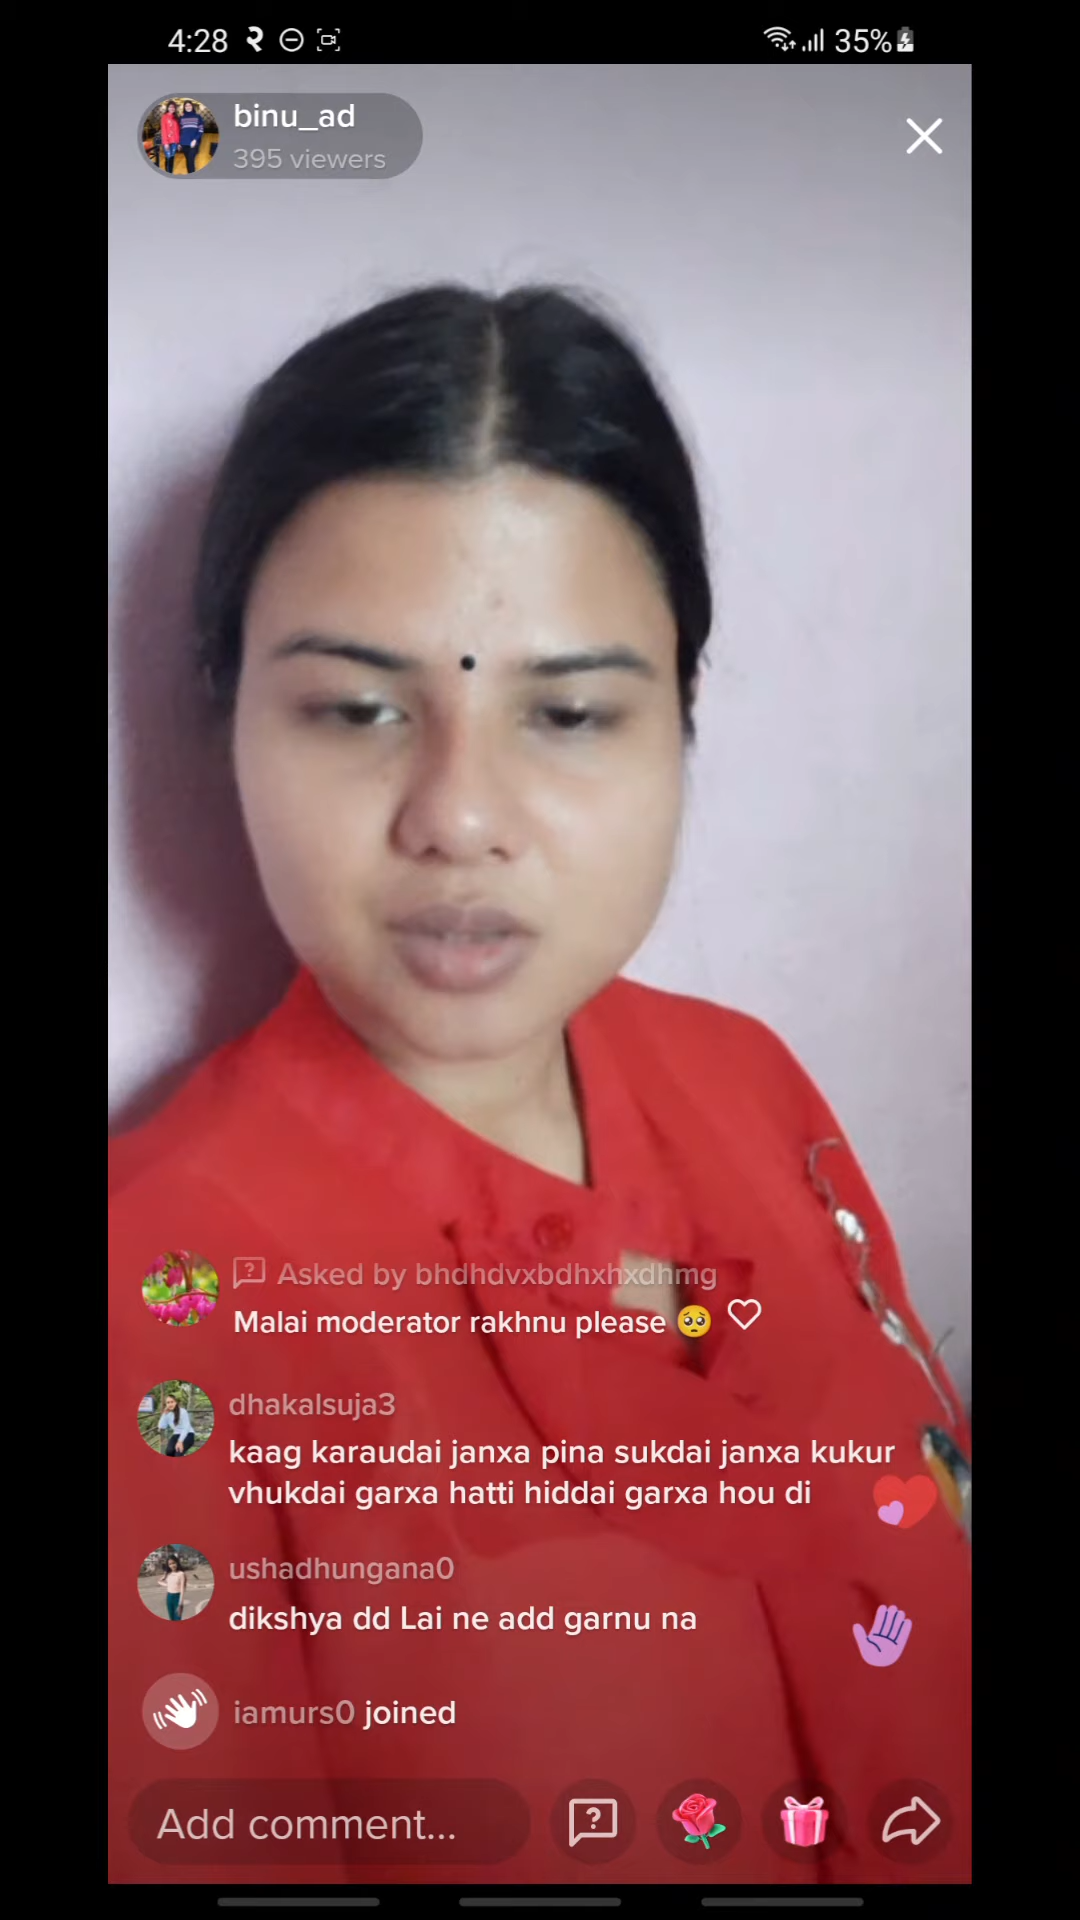 4:28
35%
binu_ad
395 viewers
Asked by bhdhdvxbdhxhxdhmg
Malai moderator rakhnu please 🥺
dhakalsuja3
kaag karaudai janxa pina sukdai janxa kukur
vhukdai garxa hatti hiddai garxa hou di
ushadhungana0
dikshya dd Lai ne add garnu na
iamurs0 joined
Add comment...